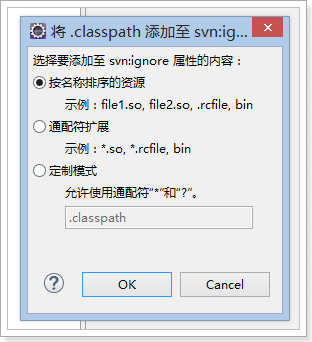 将 .classpath 添加至 svn:ig...
选择要添加至 svn:ignore 属性的内容：
按名称排序的资源
示例：file1.so, file2.so, .rcfile, bin
通配符扩展
示例：*.so, *.rcfile, bin
定制模式
允许使用通配符“*”和“?”。
.classpath
OK
Cancel